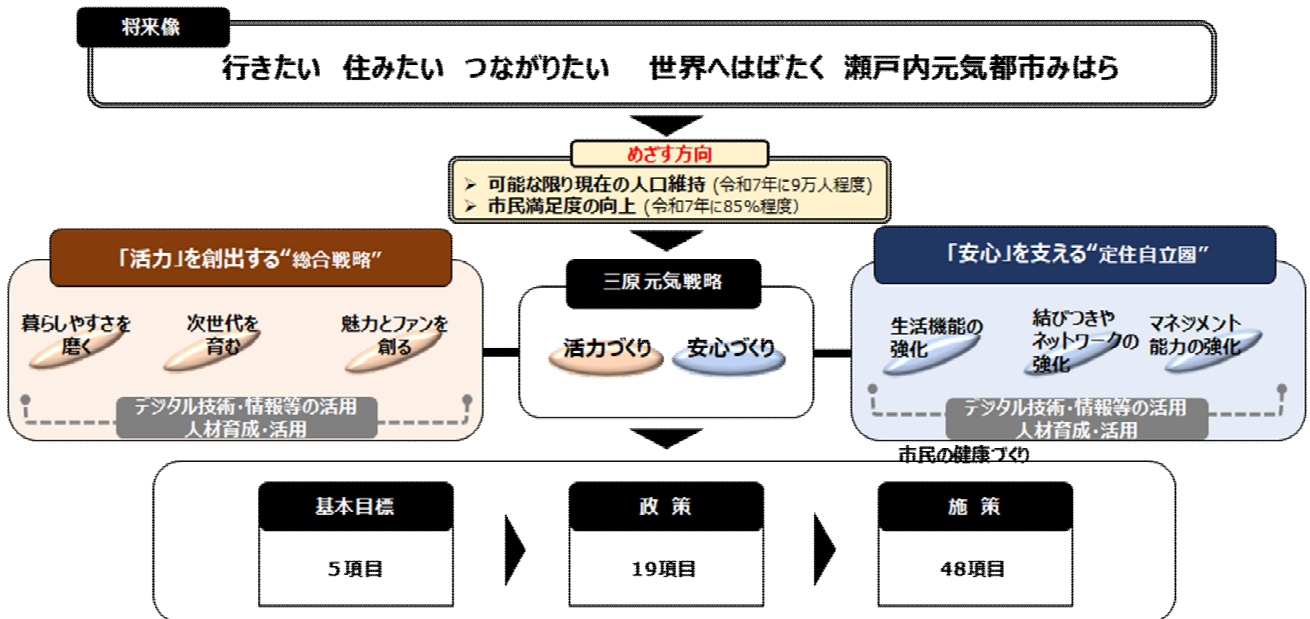 将来像
行きたい 住みたい つながりたい 世界へはばたく 瀬戸内元気都市みはら
めざす方向
➢ 可能な限り現在の人口維持 (令和7年に9万人程度)
➢ 市民満足度の向上 (令和7年に85%程度)
「活力」を創出する“総合戦略”
暮らしやすさを
磨く
次世代を
育む
魅力とファンを
創る
デジタル技術・情報等の活用
人材育成・活用
三原元気戦略
活力づくり
安心づくり
「安心」を支える“定住自立圏”
生活機能の
強化
結びつきや
ネットワークの
強化
マネジメント
能力の強化
デジタル技術・情報等の活用
人材育成・活用
市民の健康づくり
基本目標
5項目
政 策
19項目
施 策
48項目